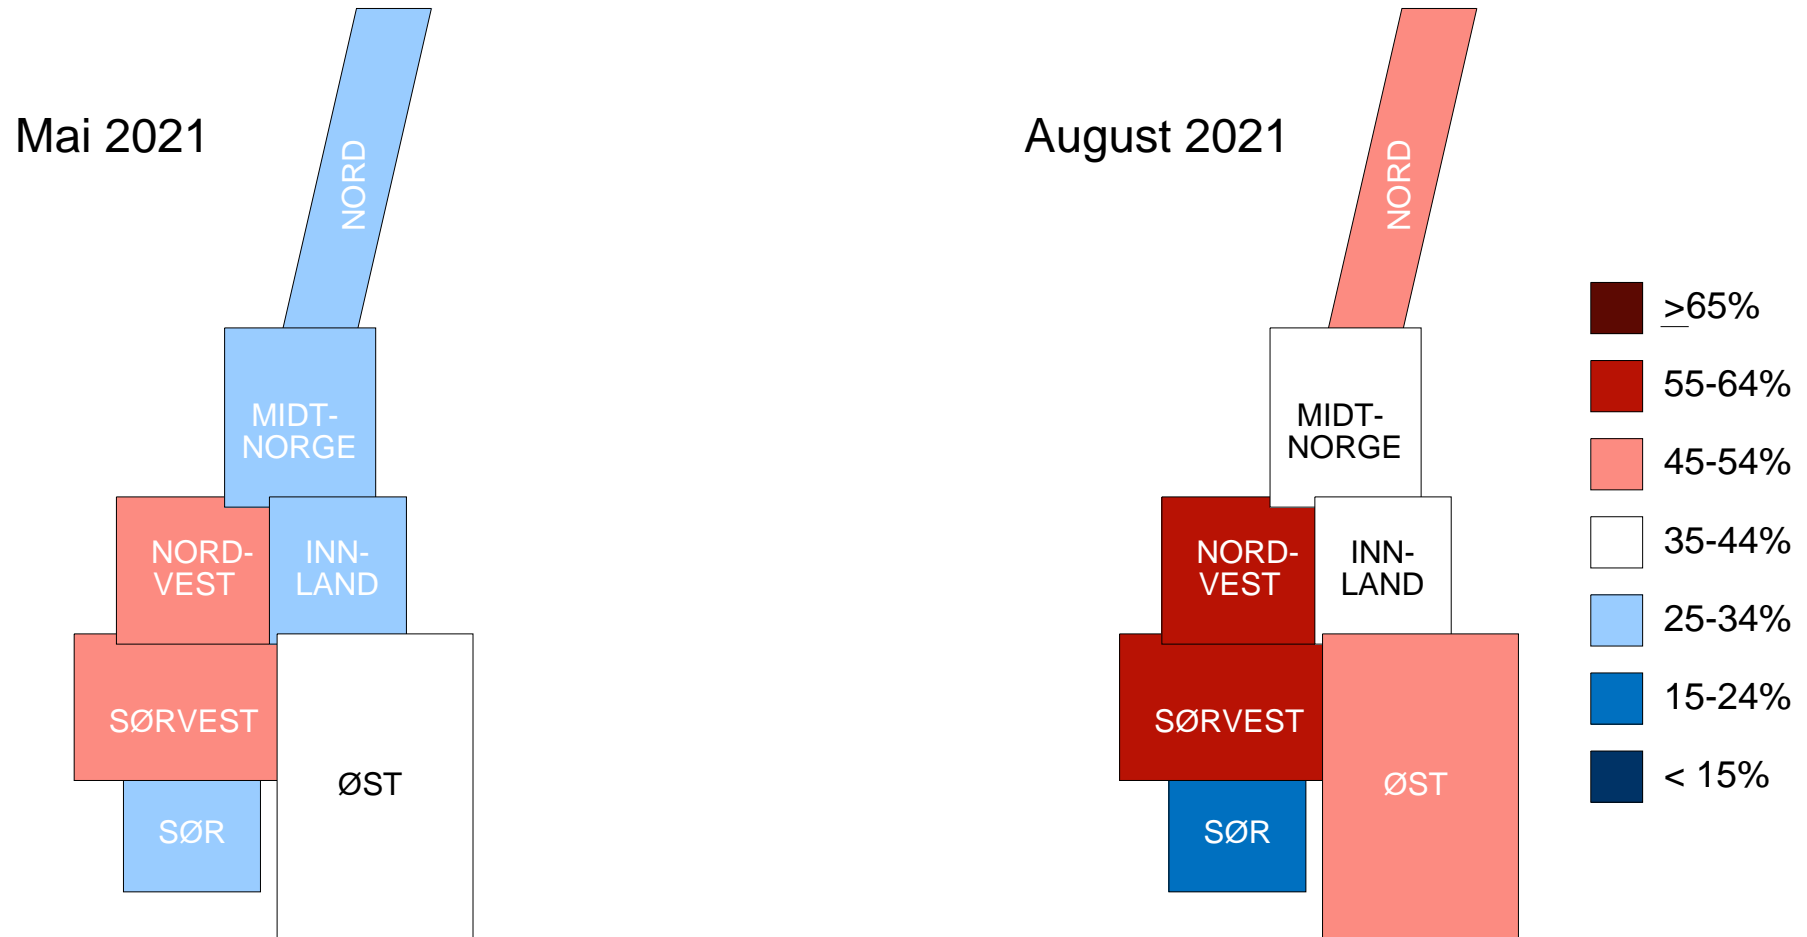 Mai 2021
NORD
MIDT-
NORGE
NORD-
VEST
INN-
LAND
SØRVEST
ØST
SØR
August 2021
NORD
MIDT-
NORGE
NORD-
VEST
INN-
LAND
SØRVEST
ØST
SØR
>65%
55-64%
45-54%
35-44%
25-34%
15-24%
< 15%